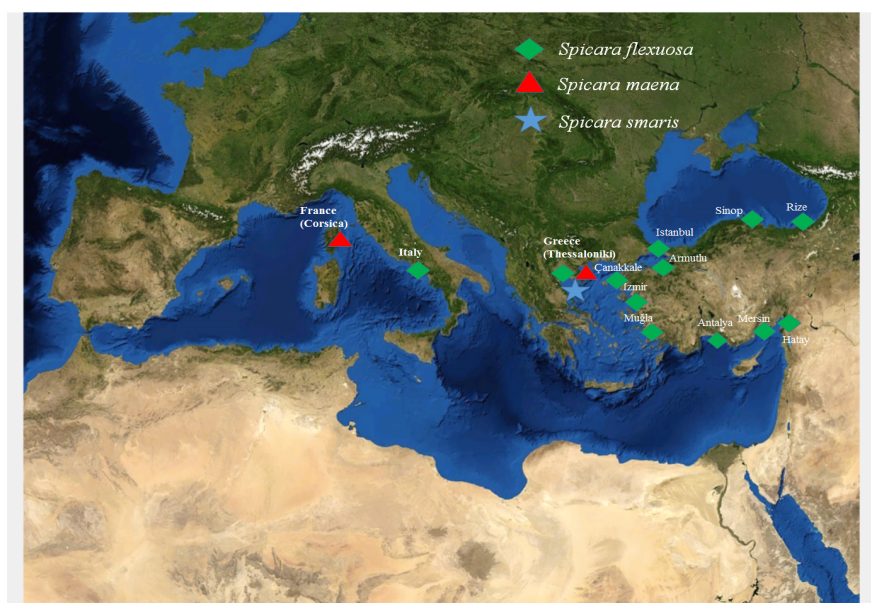 Spicara flexuosa
Spicara maena
Spicara smaris
France
(Corsica)
Italy
Greece
(Thessaloniki)
Sinop
Rize
Istanbul
Armutlu
Çanakkale
İzmir
Muğla
Antalya
Mersin
Hatay